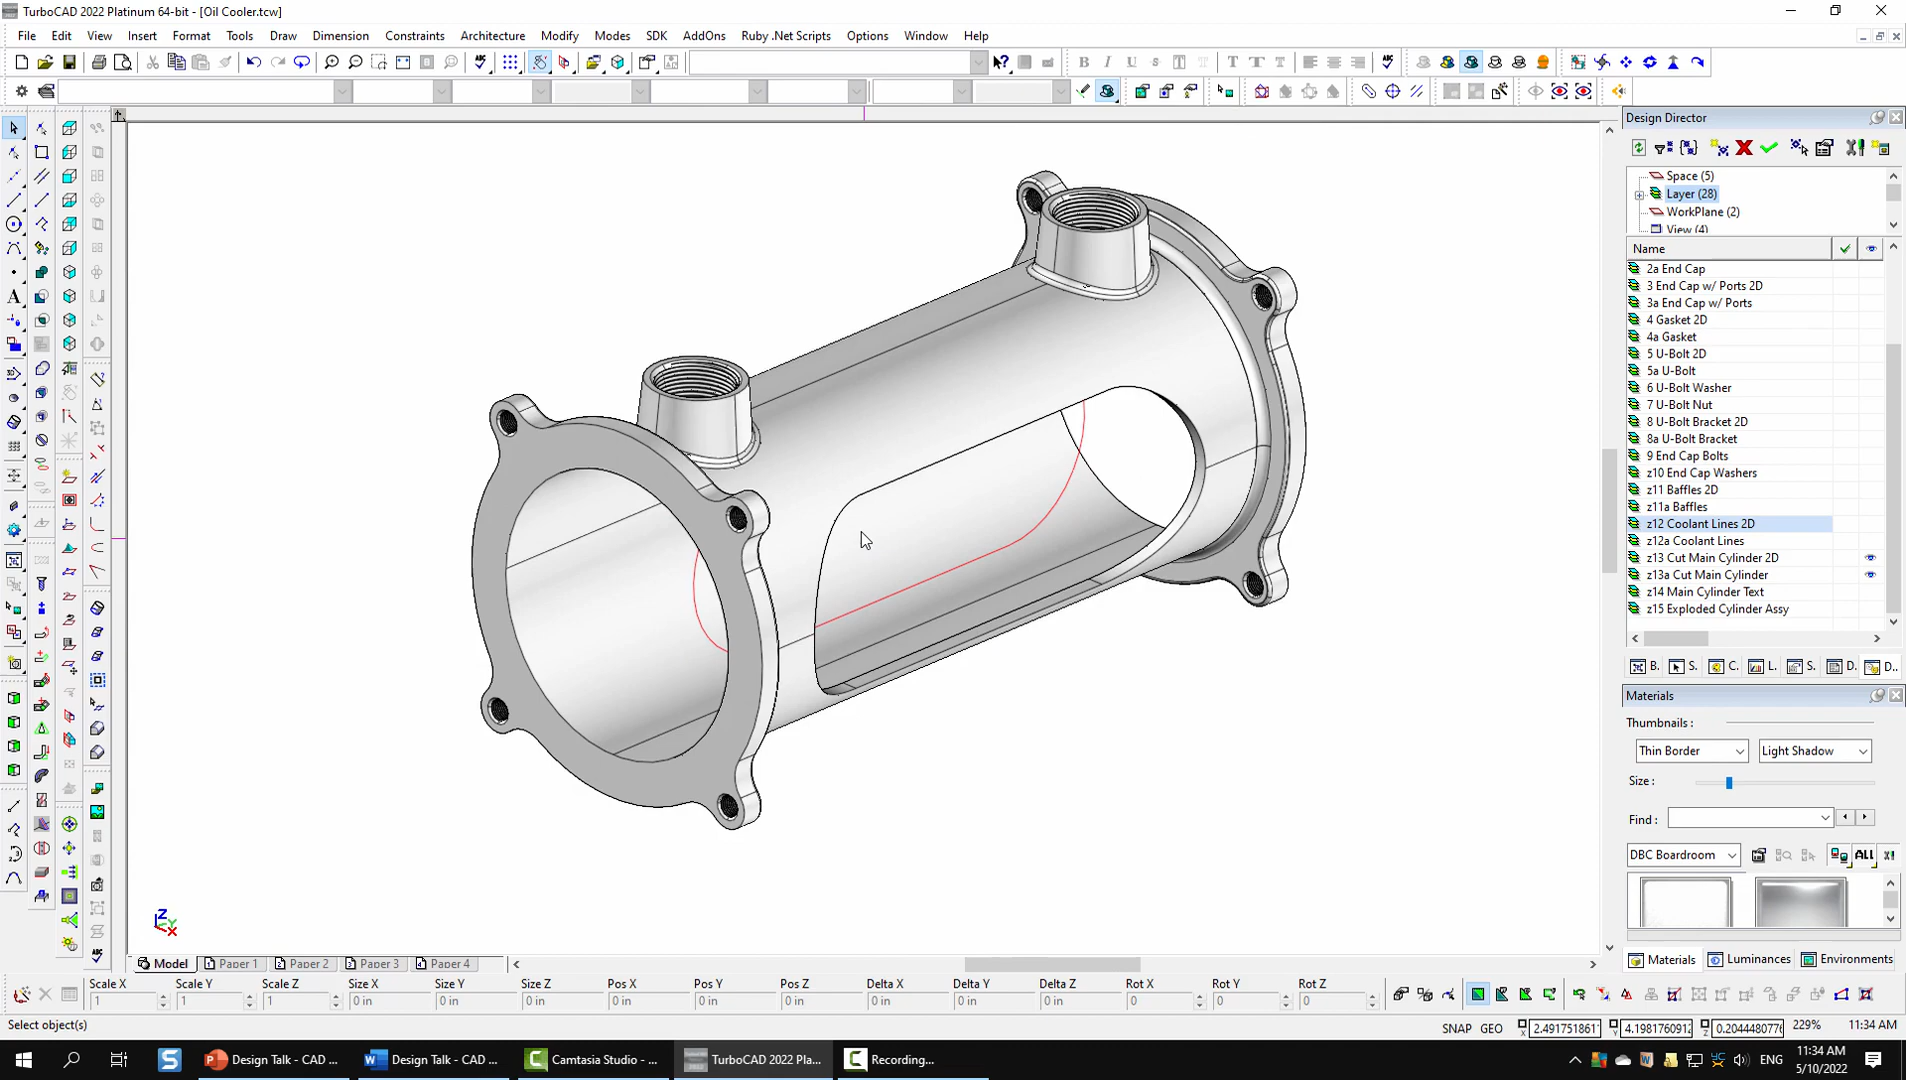 TurboCAD 2022 Platinum 64-bit - [Oil Cooler.tcw]
File Edit View Insert Format Tools Draw Dimension Constraints Architecture Modify Modes SDK AddOns Ruby .Net Scripts Options Window Help
Design Director
Space (5)
Layer (28)
WorkPlane (2)
View (4)
Name
2a End Cap
3 End Cap w/ Ports 2D
3a End Cap w/ Ports
4 Gasket 2D
4a Gasket
5 U-Bolt 2D
5a U-Bolt
6 U-Bolt Washer
7 U-Bolt Nut
8 U-Bolt Bracket 2D
8a U-Bolt Bracket
9 End Cap Bolts
z10 End Cap Washers
z11 Baffles 2D
z11a Baffles
z12 Coolant Lines 2D
z12a Coolant Lines
z13 Cut Main Cylinder 2D
z13a Cut Main Cylinder
z14 Main Cylinder Text
z15 Exploded Cylinder Assy
B. S. C. L. S. D. D..
Materials
Thumbnails :
Thin Border Light Shadow
Size :
Find :
DBC Boardroom ALL
Materials Luminances Environments
Z Y X
Model Paper 1 Paper 2 Paper 3 Paper 4
Scale X Scale Y Scale Z Size X Size Y Size Z Pos X Pos Y Pos Z Delta X Delta Y Delta Z Rot X Rot Y Rot Z
1 1 1 0 in 0 in 0 in 0 in 0 in 0 in 0 in 0 in 0 in 0 0 0
Select object(s) SNAP GEO 2.491751861 4.1981760912 0.204448077 229% 11:34 AM
Design Talk - CAD ... Design Talk - CAD ... Camtasia Studio - ... TurboCAD 2022 Pla... Recording... ENG 11:34 AM
5/10/2022